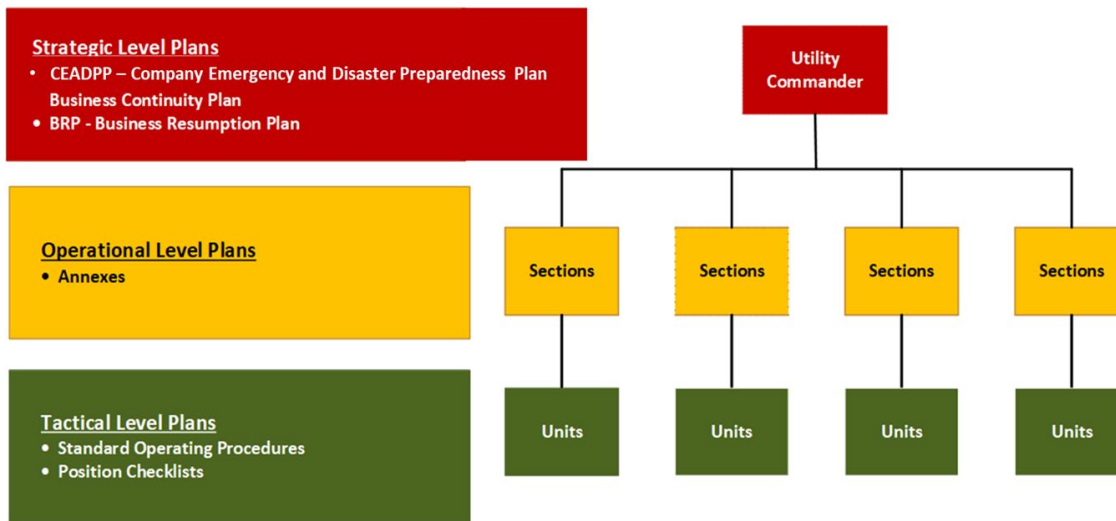 Strategic Level Plans
• CEADPP – Company Emergency and Disaster Preparedness Plan
Business Continuity Plan
• BRP - Business Resumption Plan
Utility
Commander
Operational Level Plans
• Annexes
Sections
Sections
Sections
Sections
Tactical Level Plans
• Standard Operating Procedures
• Position Checklists
Units
Units
Units
Units